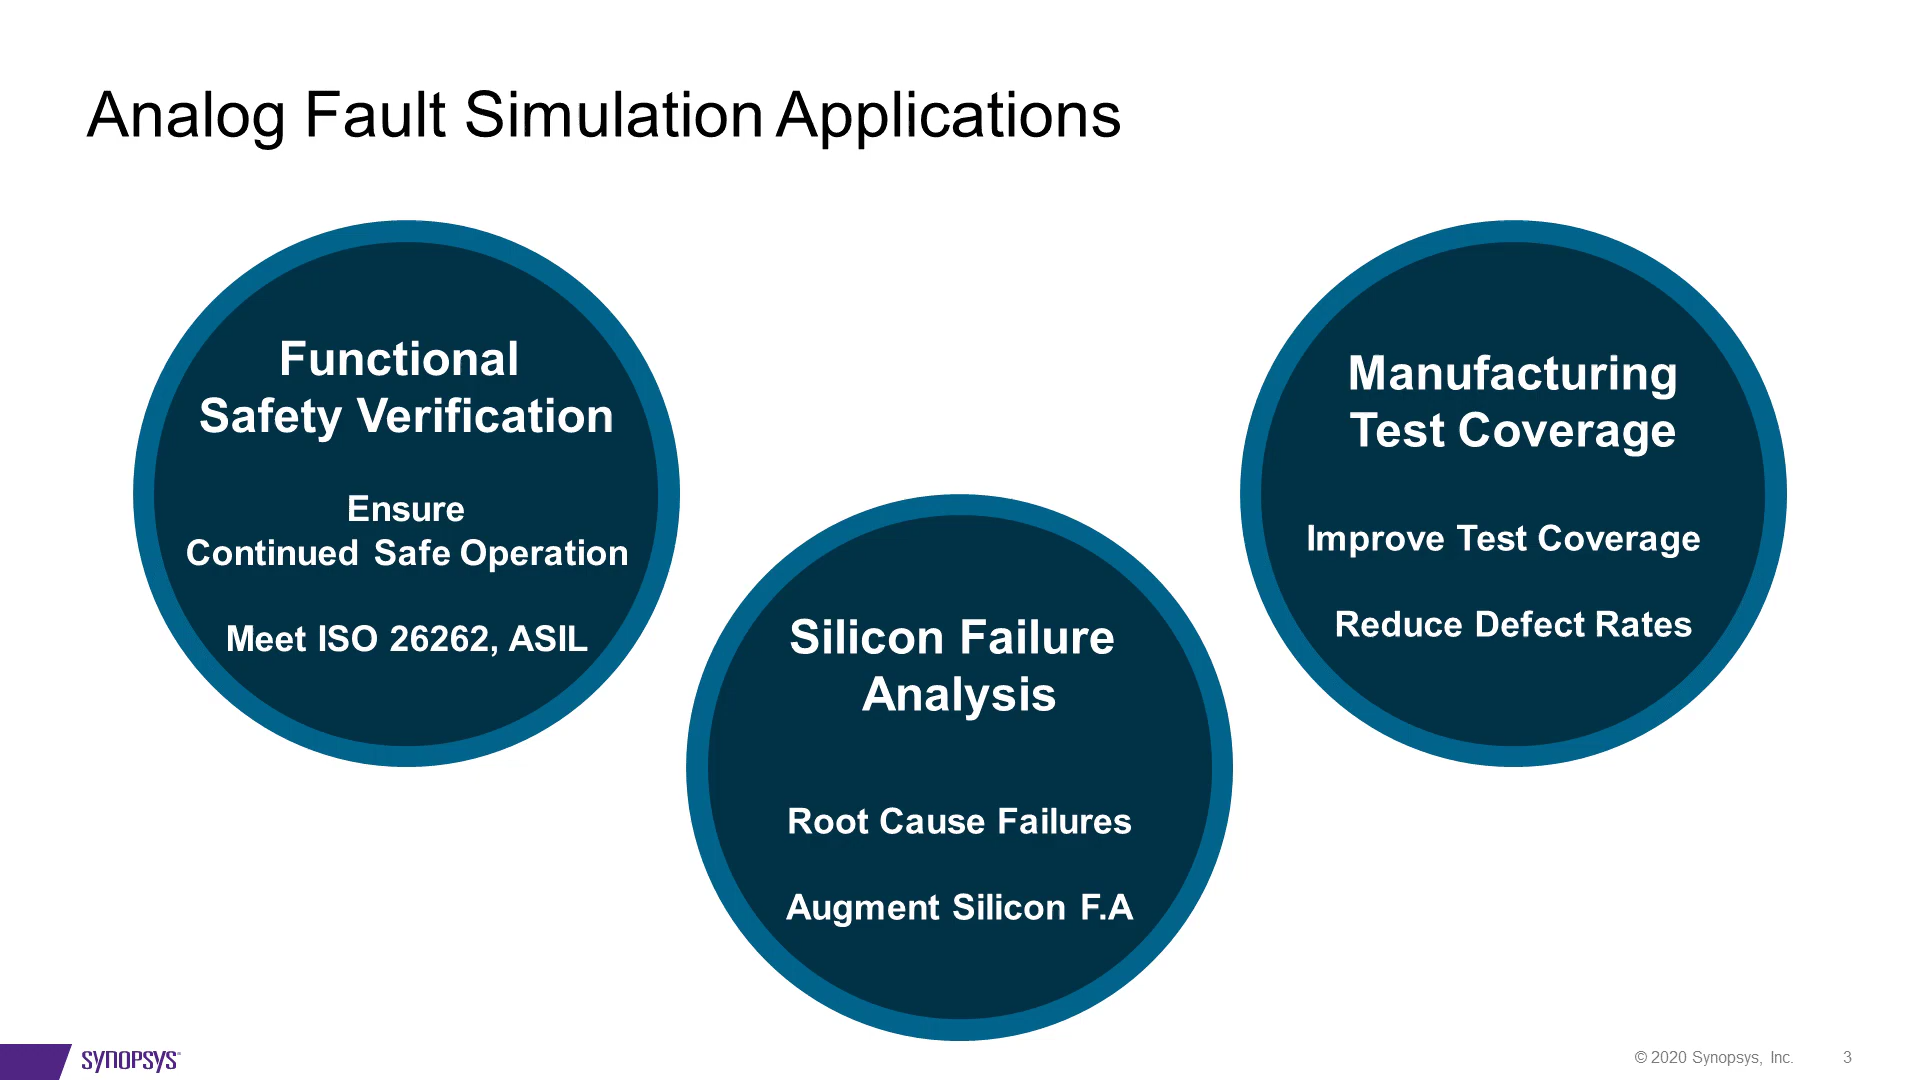 Analog Fault Simulation Applications
Functional
Safety Verification
Ensure
Continued Safe Operation
Meet ISO 26262, ASIL
Silicon Failure
Analysis
Root Cause Failures
Augment Silicon F.A
Manufacturing
Test Coverage
Improve Test Coverage
Reduce Defect Rates
SYNOPSYS
© 2020 Synopsys, Inc.
3